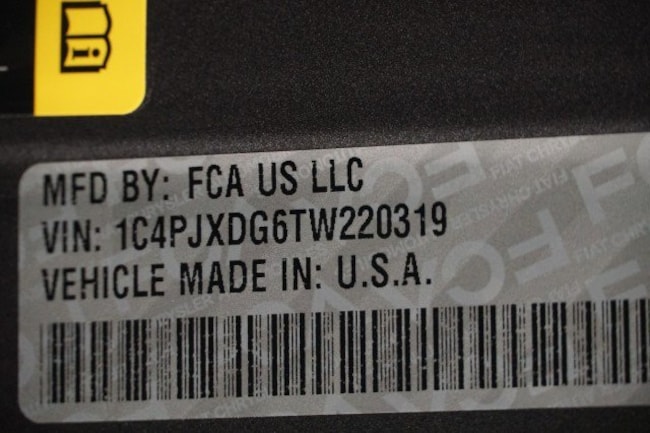 MFD BY: FCA US LLC
VIN: 1C4PJXDG6TW220319
VEHICLE MADE IN: U.S.A.